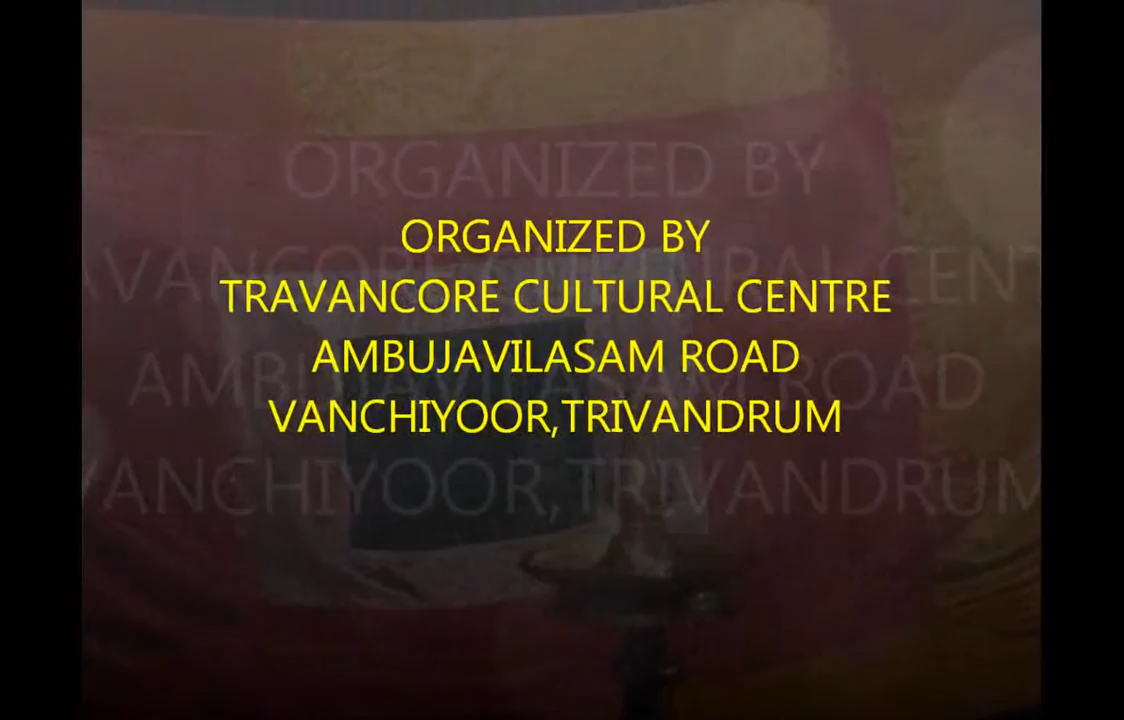 ORGANIZED BY
TRAVANCORE CULTURAL CENTRE
AMBUJAVILASAM ROAD
VANCHIYOOR,TRIVANDRUM